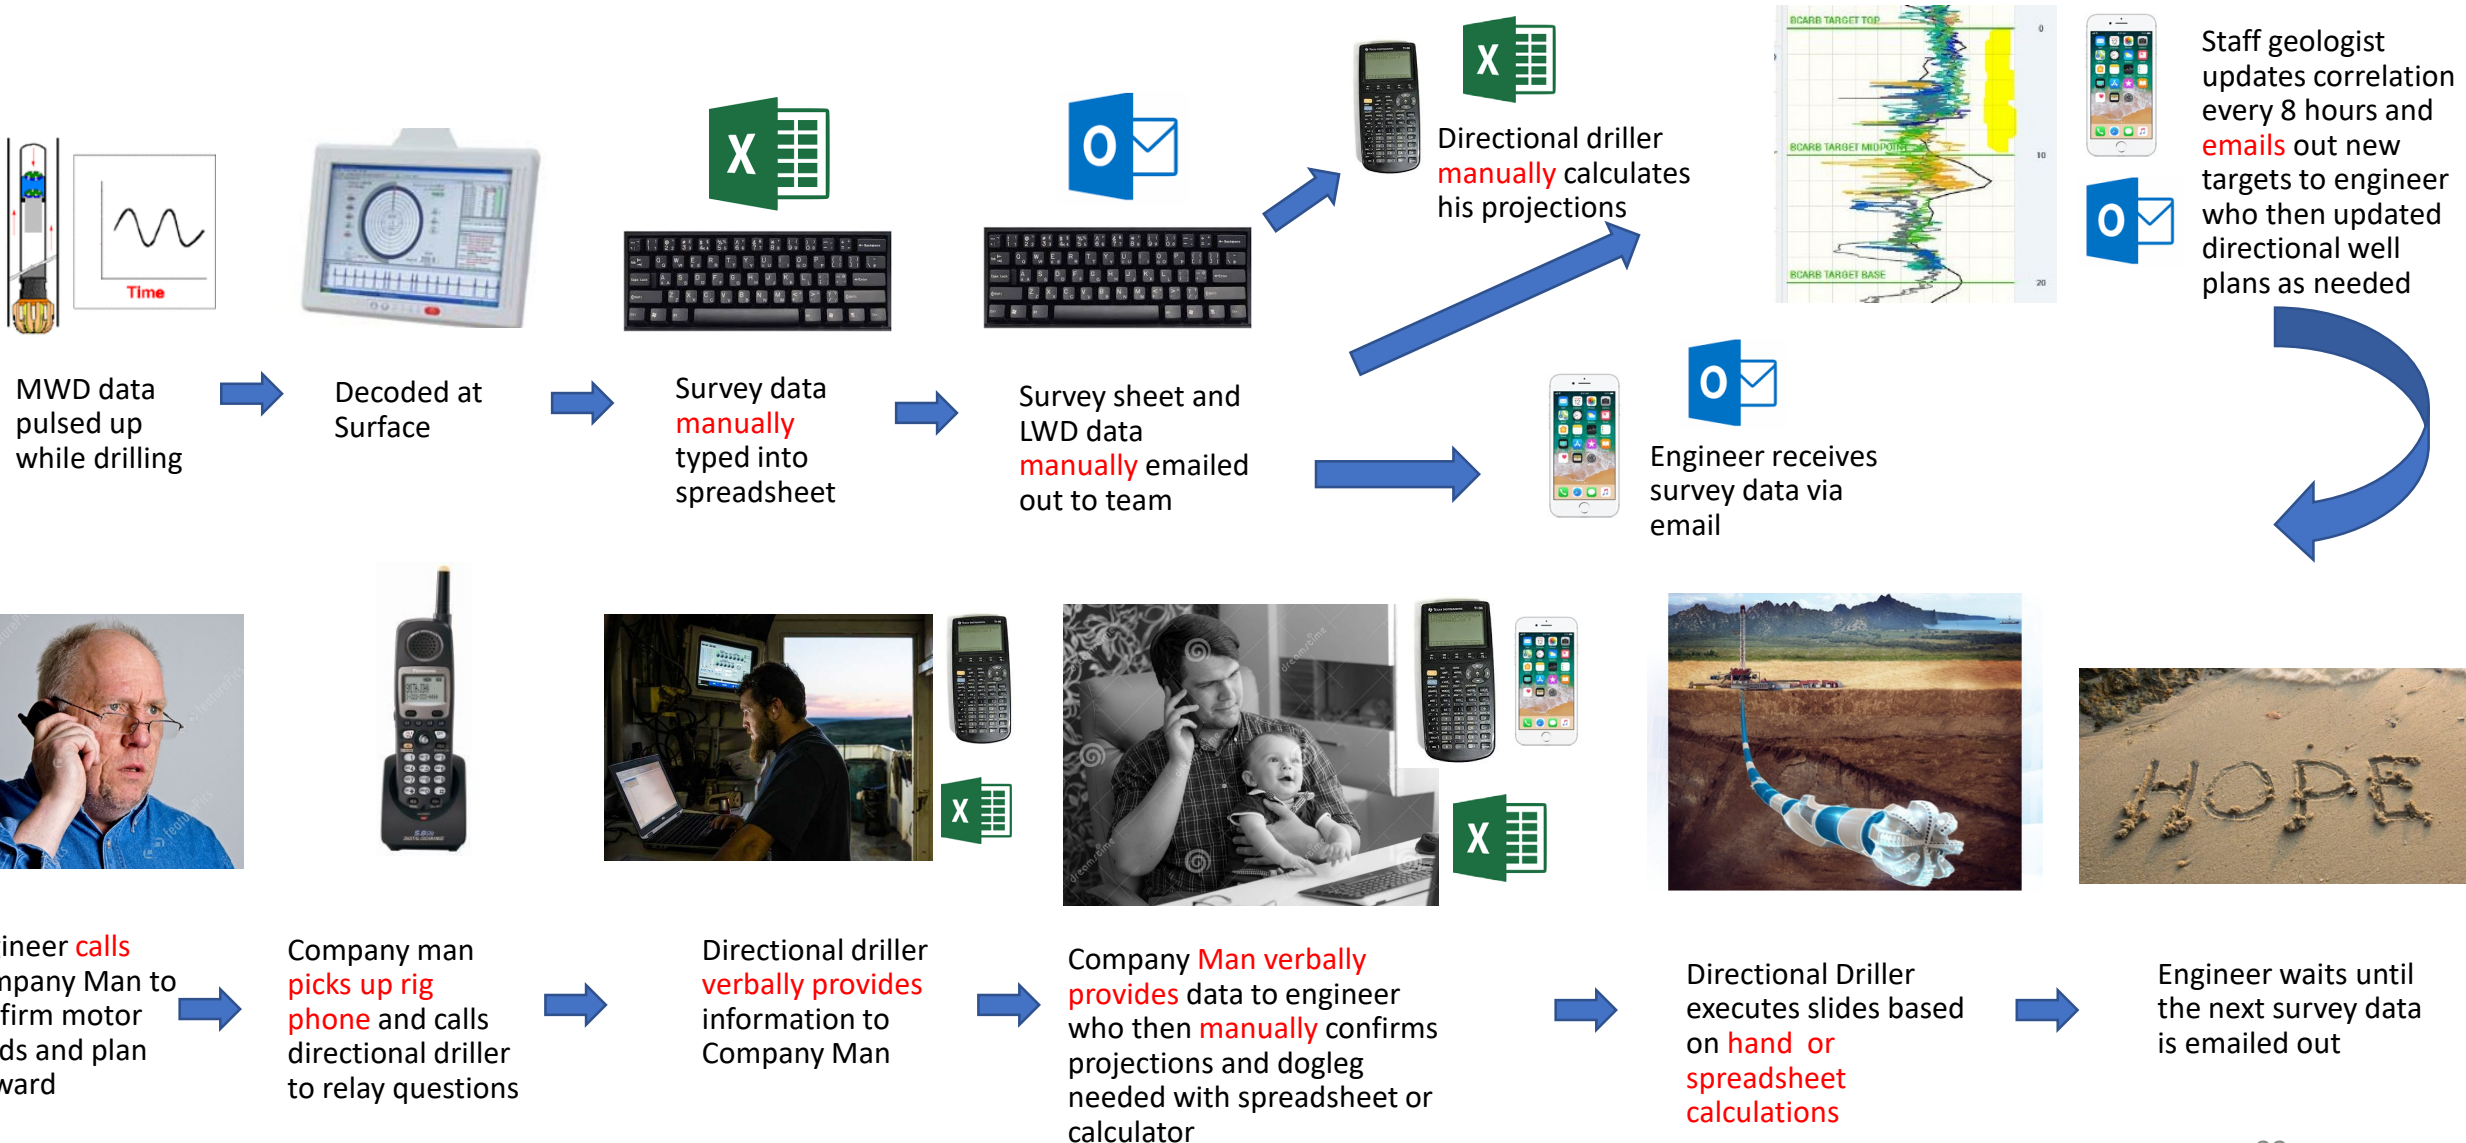 Time
MWD data
pulsed up
while drilling
Decoded at
Surface
X
Survey data
manually
typed into
spreadsheet
O
Survey sheet and
LWD data
manually emailed
out to team
X
Directional driller
manually calculates
his projections
BCARB TARGET TOP
0
BCARB TARGET MIDPOINT
10
BCARB TARGET BASE
20
O
Staff geologist
updates correlation
every 8 hours and
emails out new
targets to engineer
who then updated
directional well
plans as needed
O
Engineer receives
survey data via
email
gineer calls
mpany Man to
firm motor
ds and plan
ward
Company man
picks up rig
phone and calls
directional driller
to relay questions
X
Directional driller
verbally provides
information to
Company Man
dreamstime
X
Company Man verbally
provides data to engineer
who then manually confirms
projections and dogleg
needed with spreadsheet or
calculator
Directional Driller
executes slides based
on hand or
spreadsheet
calculations
HOPE
Engineer waits until
the next survey data
is emailed out